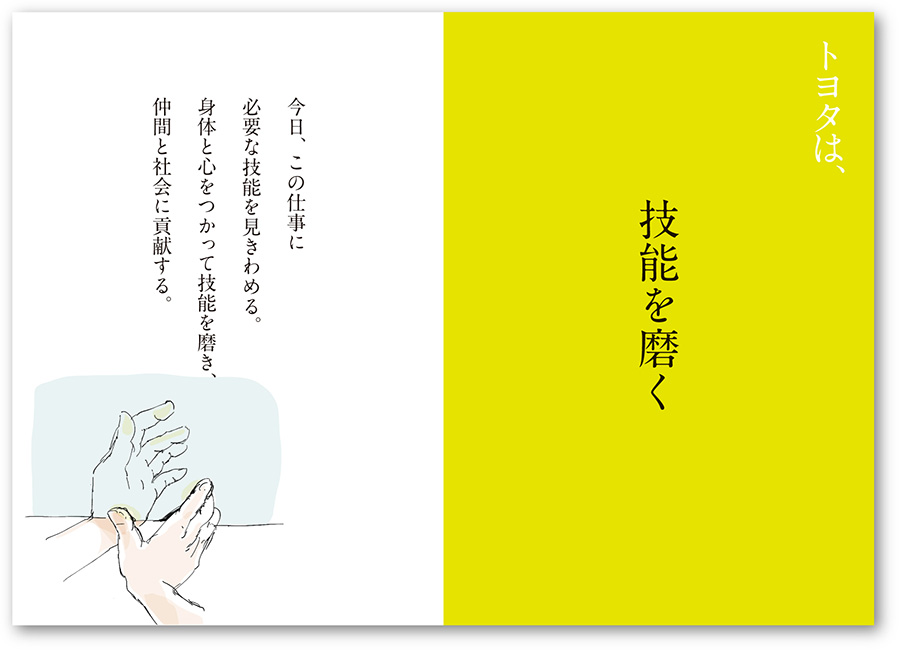 トヨタは、
技能を磨く
今日、この仕事に
必要な技能を見きわめる。
身体と心をつかって技能を磨き、
仲間と社会に貢献する。